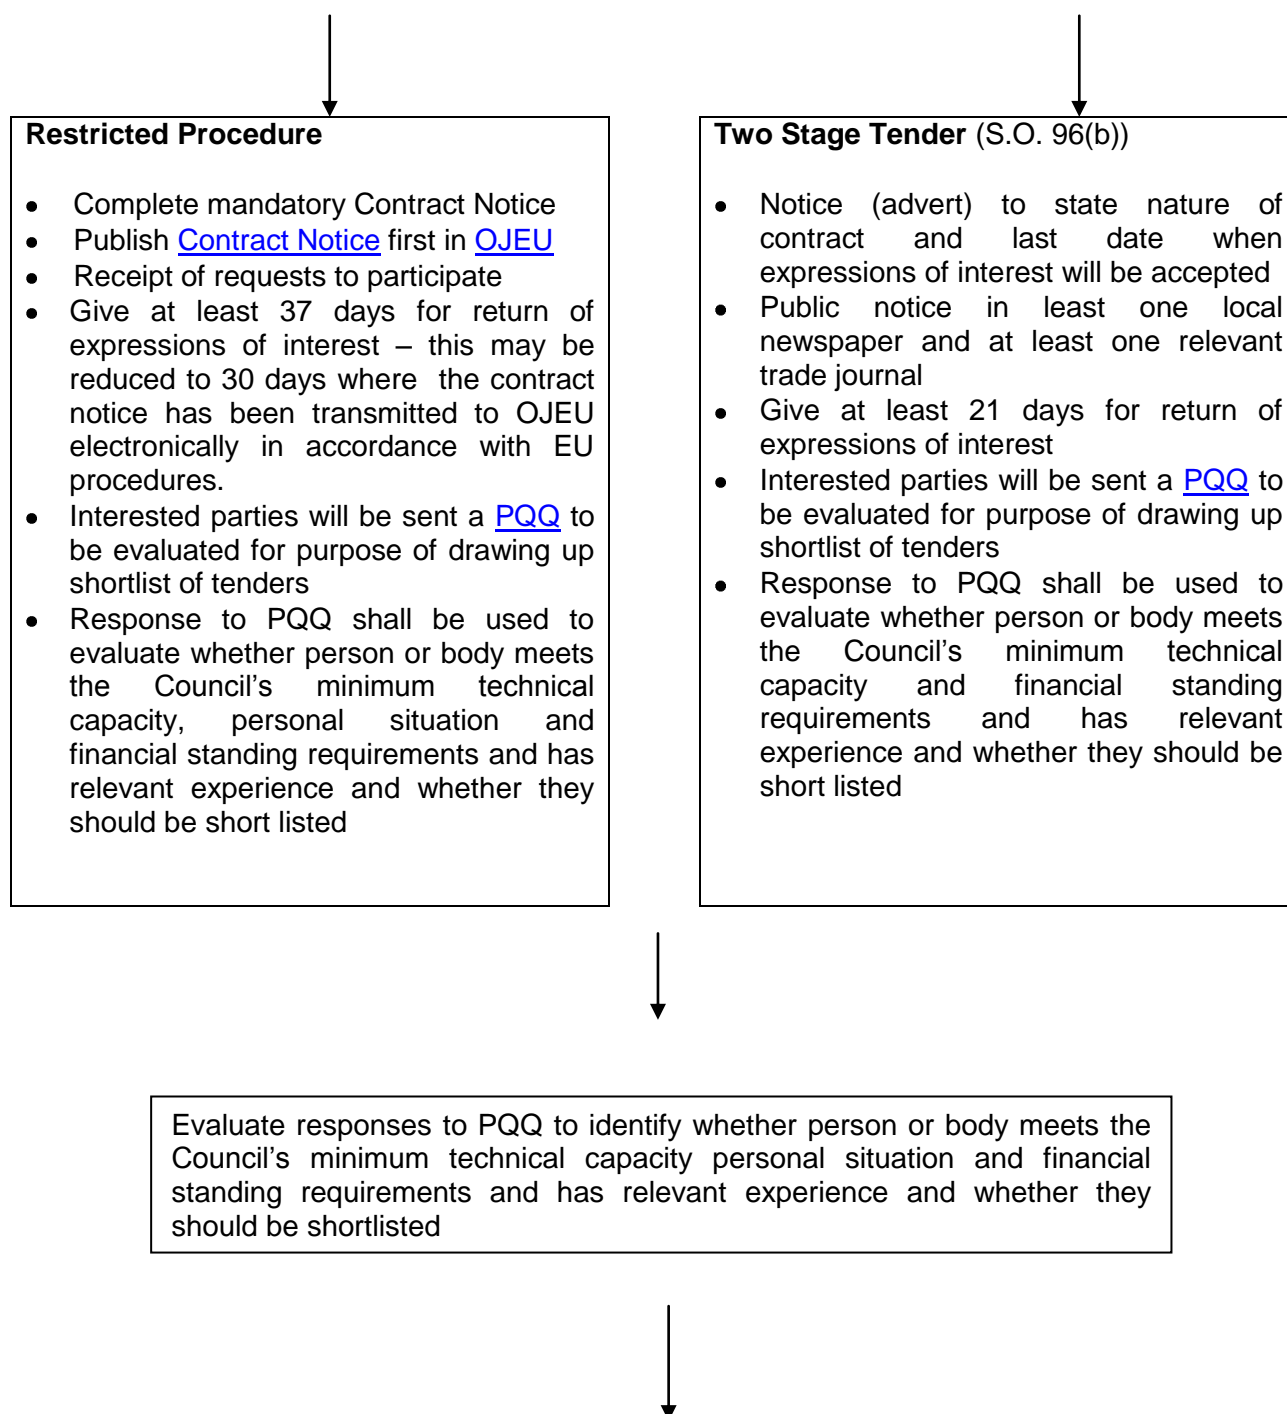 Restricted Procedure
• Complete mandatory Contract Notice
• Publish Contract Notice first in OJEU
• Receipt of requests to participate
• Give at least 37 days for return of
expressions of interest – this may be
reduced to 30 days where the contract
notice has been transmitted to OJEU
electronically in accordance with EU
procedures.
• Interested parties will be sent a PQQ to
be evaluated for purpose of drawing up
shortlist of tenders
• Response to PQQ shall be used to
evaluate whether person or body meets
the Council’s minimum technical
capacity, personal situation and
financial standing requirements and has
relevant experience and whether they
should be short listed
Two Stage Tender (S.O. 96(b))
• Notice (advert) to state nature of
contract and last date when
expressions of interest will be accepted
• Public notice in least one local
newspaper and at least one relevant
trade journal
• Give at least 21 days for return of
expressions of interest
• Interested parties will be sent a PQQ to
be evaluated for purpose of drawing up
shortlist of tenders
• Response to PQQ shall be used to
evaluate whether person or body meets
the Council’s minimum technical
capacity and financial standing
requirements and has relevant
experience and whether they should be
short listed
Evaluate responses to PQQ to identify whether person or body meets the
Council’s minimum technical capacity personal situation and financial
standing requirements and has relevant experience and whether they
should be shortlisted